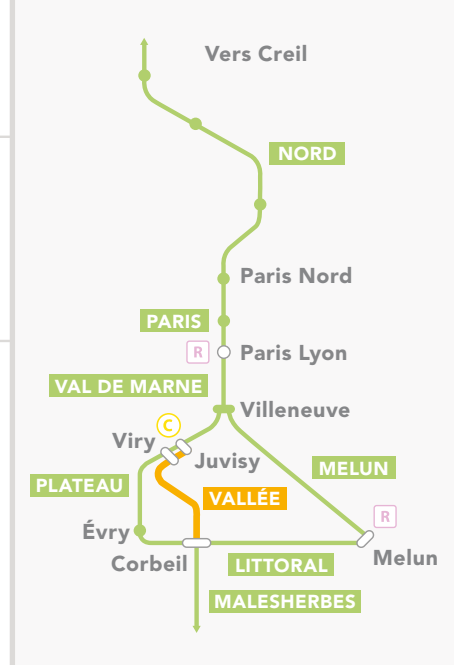 Vers Creil
NORD
Paris Nord
PARIS
R Paris Lyon
VAL DE MARNE
Villeneuve
C
Viry
Juvisy
MELUN
PLATEAU
VALLÉE
R
Évry
Corbeil
LITTORAL
Melun
MALESHERBES